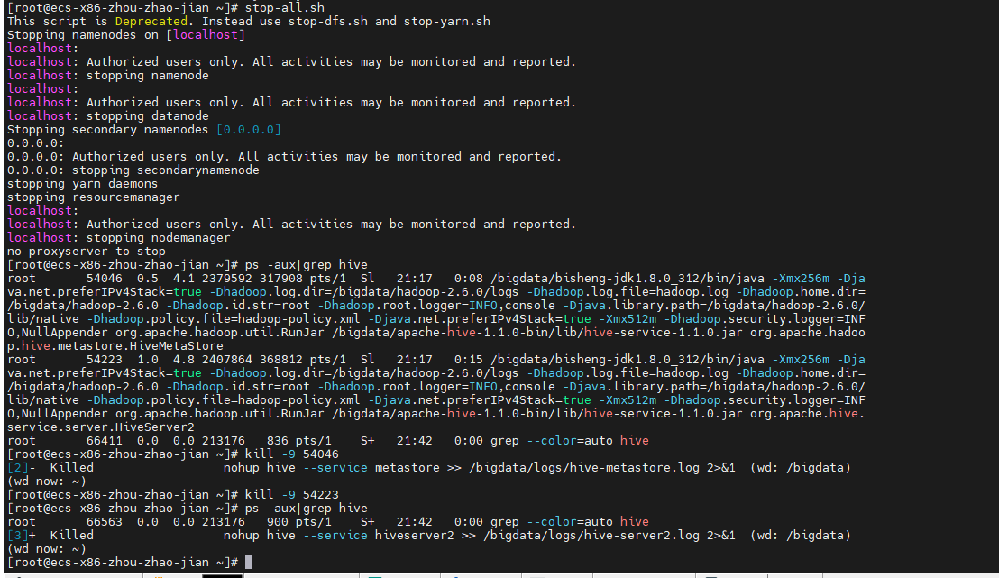 [root@ecs-x86-zhou-zhao-jian ~]# stop-all.sh
This script is Deprecated. Instead use stop-dfs.sh and stop-yarn.sh
Stopping namenodes on [localhost]
localhost:
localhost: Authorized users only. All activities may be monitored and reported.
localhost: stopping namenode
localhost:
localhost: Authorized users only. All activities may be monitored and reported.
localhost: stopping datanode
Stopping secondary namenodes [0.0.0.0]
0.0.0.0:
0.0.0.0: Authorized users only. All activities may be monitored and reported.
0.0.0.0: stopping secondarynamenode
stopping yarn daemons
stopping resourcemanager
localhost:
localhost: Authorized users only. All activities may be monitored and reported.
localhost: stopping nodemanager
no proxyserver to stop
[root@ecs-x86-zhou-zhao-jian ~]# ps -aux|grep hive
root 54046 0.5 4.1 2379592 317908 pts/1 Sl 21:17 0:08 /bigdata/bisheng-jdk1.8.0_312/bin/java -Xmx256m -Dja
va.net.preferIPv4Stack=true -Dhadoop.log.dir=/bigdata/hadoop-2.6.0/logs -Dhadoop.log.file=hadoop.log -Dhadoop.home.dir=
/bigdata/hadoop-2.6.0 -Dhadoop.id.str=root -Dhadoop.root.logger=INFO,console -Djava.library.path=/bigdata/hadoop-2.6.0/
lib/native -Dhadoop.policy.file=hadoop-policy.xml -Djava.net.preferIPv4Stack=true -Xmx512m -Dhadoop.security.logger=INF
O,NullAppender org.apache.hadoop.util.RunJar /bigdata/apache-hive-1.1.0-bin/lib/hive-service-1.1.0.jar org.apache.hadoo
p.hive.metastore.HiveMetaStore
root 54223 1.0 4.8 2407864 368812 pts/1 Sl 21:17 0:15 /bigdata/bisheng-jdk1.8.0_312/bin/java -Xmx256m -Dja
va.net.preferIPv4Stack=true -Dhadoop.log.dir=/bigdata/hadoop-2.6.0/logs -Dhadoop.log.file=hadoop.log -Dhadoop.home.dir=
/bigdata/hadoop-2.6.0 -Dhadoop.id.str=root -Dhadoop.root.logger=INFO,console -Djava.library.path=/bigdata/hadoop-2.6.0/
lib/native -Dhadoop.policy.file=hadoop-policy.xml -Djava.net.preferIPv4Stack=true -Xmx512m -Dhadoop.security.logger=INF
O,NullAppender org.apache.hadoop.util.RunJar /bigdata/apache-hive-1.1.0-bin/lib/hive-service-1.1.0.jar org.apache.hive.
service.server.HiveServer2
root 66411 0.0 0.0 213176 836 pts/1 S+ 21:42 0:00 grep --color=auto hive
[root@ecs-x86-zhou-zhao-jian ~]# kill -9 54046
[2]- Killed nohup hive --service metastore >> /bigdata/logs/hive-metastore.log 2>&1 (wd: /bigdata)
(wd now: ~)
[root@ecs-x86-zhou-zhao-jian ~]# kill -9 54223
[root@ecs-x86-zhou-zhao-jian ~]# ps -aux|grep hive
root 66563 0.0 0.0 213176 900 pts/1 S+ 21:42 0:00 grep --color=auto hive
[3]+ Killed nohup hive --service hiveserver2 >> /bigdata/logs/hive-server2.log 2>&1 (wd: /bigdata)
(wd now: ~)
[root@ecs-x86-zhou-zhao-jian ~]#